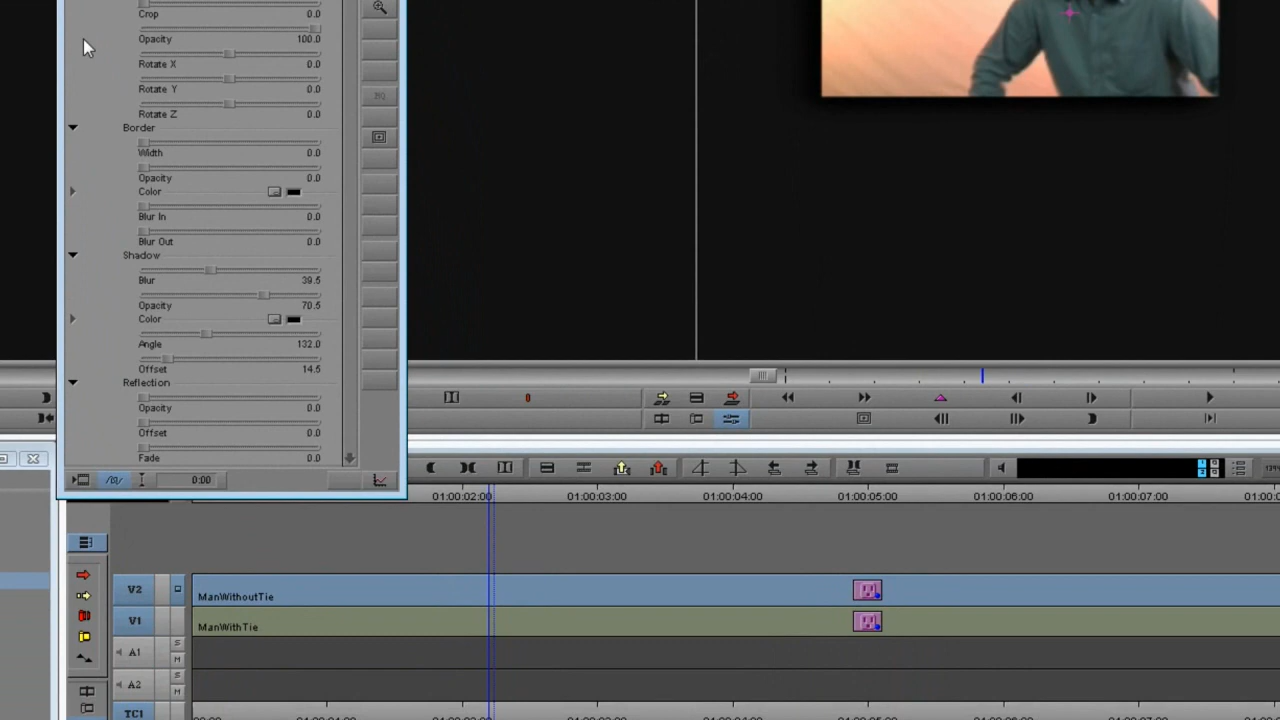 Crop 0.0
Opacity 100.0
Rotate X 0.0
Rotate Y 0.0
Rotate Z 0.0
Border
Width 0.0
Opacity 0.0
Color
Blur In 0.0
Blur Out 0.0
Shadow
Blur 39.5
Opacity 70.5
Color
Angle 132.0
Offset 14.5
Reflection
Opacity 0.0
Offset 0.0
Fade 0.0
0:00
01:00:02:00 01:00:03:00 01:00:04:00 01:00:05:00 01:00:06:00 01:00:07:00
V2 ManWithoutTie
V1 ManWithTie
A1 S M
A2 S M
TC1